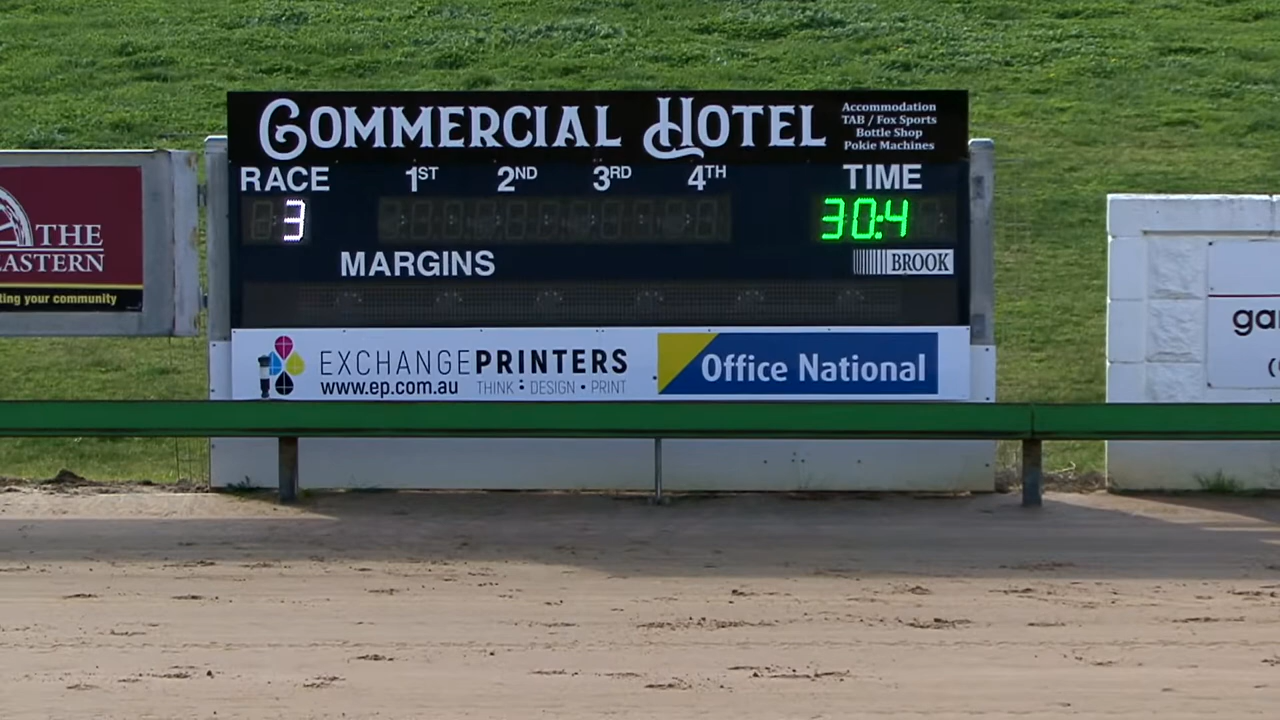 COMMERCIAL HOTEL
Accommodation
TAB / Fox Sports
Bottle Shop
Pokie Machines
RACE 1ST 2ND 3RD 4TH TIME
3 30:4
MARGINS
BROOK
THE
EASTERN
ting your community
EXCHANGEPRINTERS
www.ep.com.au THINK : DESIGN • PRINT
Office National
ga